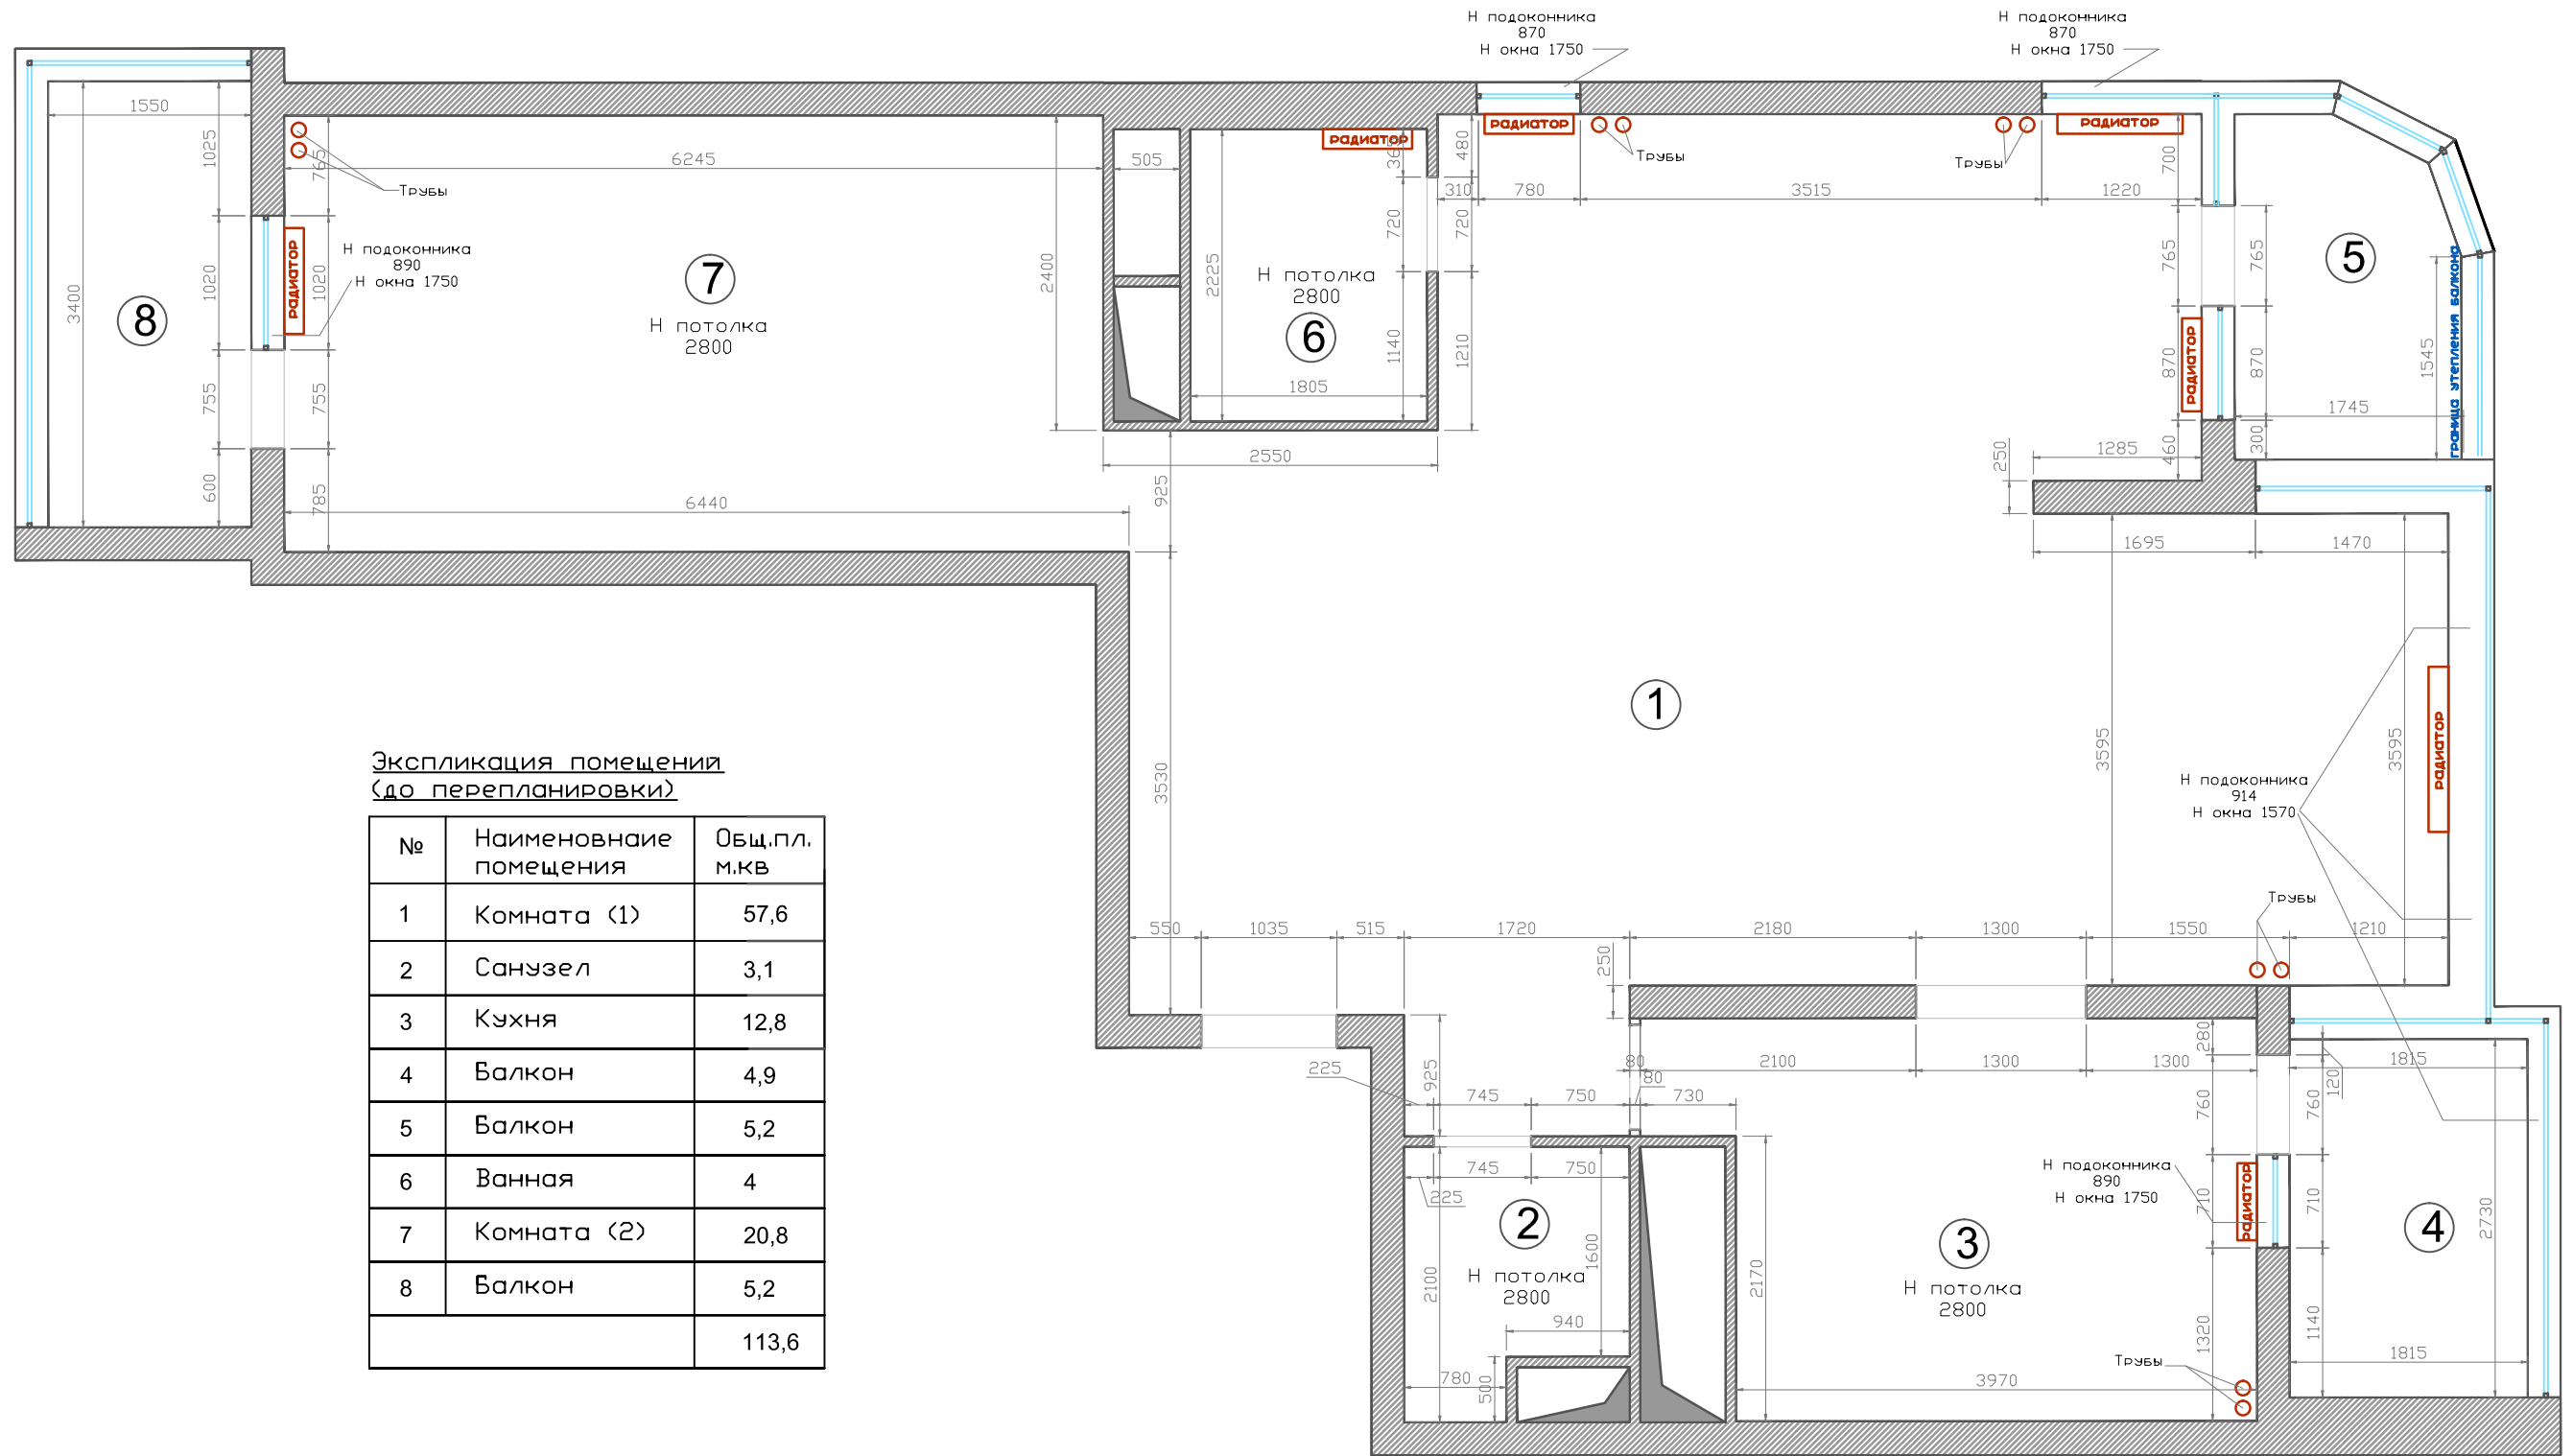 Н подоконника
870
Н окна 1750
Н подоконника
870
Н окна 1750
1550
1025
765
6245
505
радиатор
365
480
радиатор
Трубы
Трубы
радиатор
700
Трубы
310
780
3515
1220
720
720
765
765
5
Н подоконника
890
Н окна 1750
радиатор
1020
1020
3400
8
7
Н потолка
2800
2400
2225
Н потолка
2800
6
1140
1210
1805
870
870
радиатор
1545
граница утепления балкона
1745
755
755
600
785
6440
2550
925
250
1285
460
300
1695
1470
1
3530
3595
3595
радиатор
Н подоконника
914
Н окна 1570
Трубы
550
1035
515
1720
2180
1300
1550
1210
250
Экспликация помещений
(до перепланировки)
№ Наименовнаие помещения Общ.пл. м.кв
1 Комната (1) 57,6
2 Санузел 3,1
3 Кухня 12,8
4 Балкон 4,9
5 Балкон 5,2
6 Ванная 4
7 Комната (2) 20,8
8 Балкон 5,2
113,6
225
925
80
80
2100
1300
1300
280
1815
120
745
750
730
760
760
745
750
225
2
Н потолка
2800
1600
2100
2170
940
780
500
3
Н потолка
2800
Н подоконника
890
Н окна 1750
радиатор
710
710
4
2730
1320
1140
1815
Трубы
3970